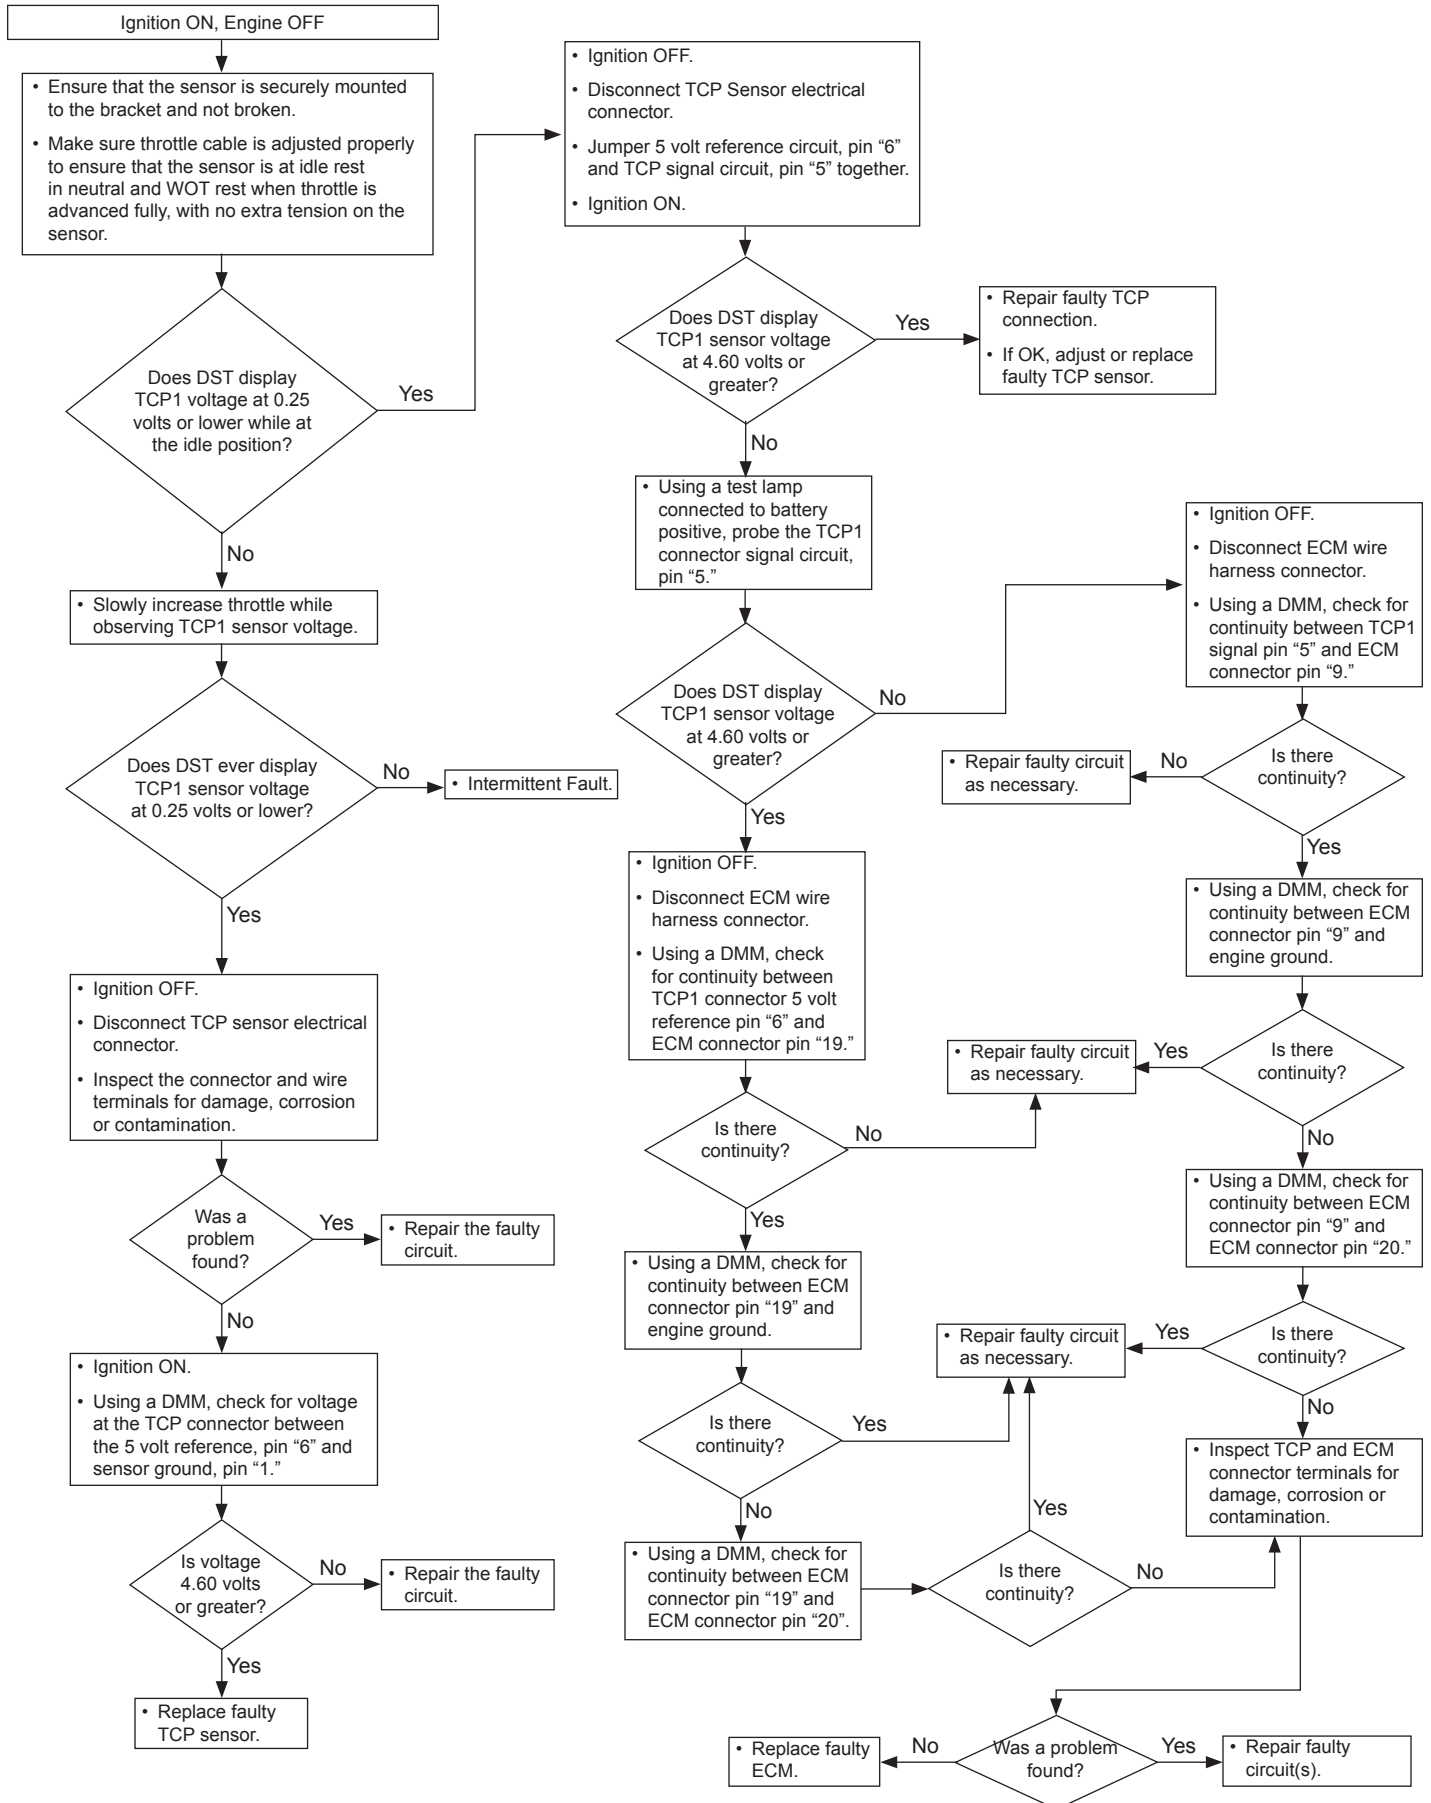 Ignition ON, Engine OFF
• Ensure that the sensor is securely mounted
to the bracket and not broken.
• Make sure throttle cable is adjusted properly
to ensure that the sensor is at idle rest
in neutral and WOT rest when throttle is
advanced fully, with no extra tension on the
sensor.
Does DST display
TCP1 voltage at 0.25
volts or lower while at
the idle position?
Yes
No
• Slowly increase throttle while
observing TCP1 sensor voltage.
Does DST ever display
TCP1 sensor voltage
at 0.25 volts or lower?
No
• Intermittent Fault.
Yes
• Ignition OFF.
• Disconnect TCP sensor electrical
connector.
• Inspect the connector and wire
terminals for damage, corrosion
or contamination.
Was a
problem
found?
Yes
• Repair the faulty
circuit.
No
• Ignition ON.
• Using a DMM, check for voltage
at the TCP connector between
the 5 volt reference, pin “6” and
sensor ground, pin “1.”
Is voltage
4.60 volts
or greater?
No
• Repair the faulty
circuit.
Yes
• Replace faulty
TCP sensor.
• Ignition OFF.
• Disconnect TCP Sensor electrical
connector.
• Jumper 5 volt reference circuit, pin “6”
and TCP signal circuit, pin “5” together.
• Ignition ON.
Does DST display
TCP1 sensor voltage
at 4.60 volts or
greater?
Yes
• Repair faulty TCP
connection.
• If OK, adjust or replace
faulty TCP sensor.
No
• Using a test lamp
connected to battery
positive, probe the TCP1
connector signal circuit,
pin “5.”
Does DST display
TCP1 sensor voltage
at 4.60 volts or
greater?
No
Yes
• Ignition OFF.
• Disconnect ECM wire
harness connector.
• Using a DMM, check
for continuity between
TCP1 connector 5 volt
reference pin “6” and
ECM connector pin “19.”
Is there
continuity?
No
Yes
• Using a DMM, check for
continuity between ECM
connector pin “19” and
engine ground.
Is there
continuity?
Yes
No
• Using a DMM, check for
continuity between ECM
connector pin “19” and
ECM connector pin “20”.
Is there
continuity?
Yes
No
• Ignition OFF.
• Disconnect ECM wire
harness connector.
• Using a DMM, check for
continuity between TCP1
signal pin “5” and ECM
connector pin “9.”
Is there
continuity?
No
• Repair faulty circuit
as necessary.
Yes
• Using a DMM, check for
continuity between ECM
connector pin “9” and
engine ground.
Is there
continuity?
Yes
• Repair faulty circuit
as necessary.
No
• Using a DMM, check for
continuity between ECM
connector pin “9” and
ECM connector pin “20.”
Is there
continuity?
Yes
• Repair faulty circuit
as necessary.
No
• Inspect TCP and ECM
connector terminals for
damage, corrosion or
contamination.
Was a problem
found?
No
• Replace faulty
ECM.
Yes
• Repair faulty
circuit(s).